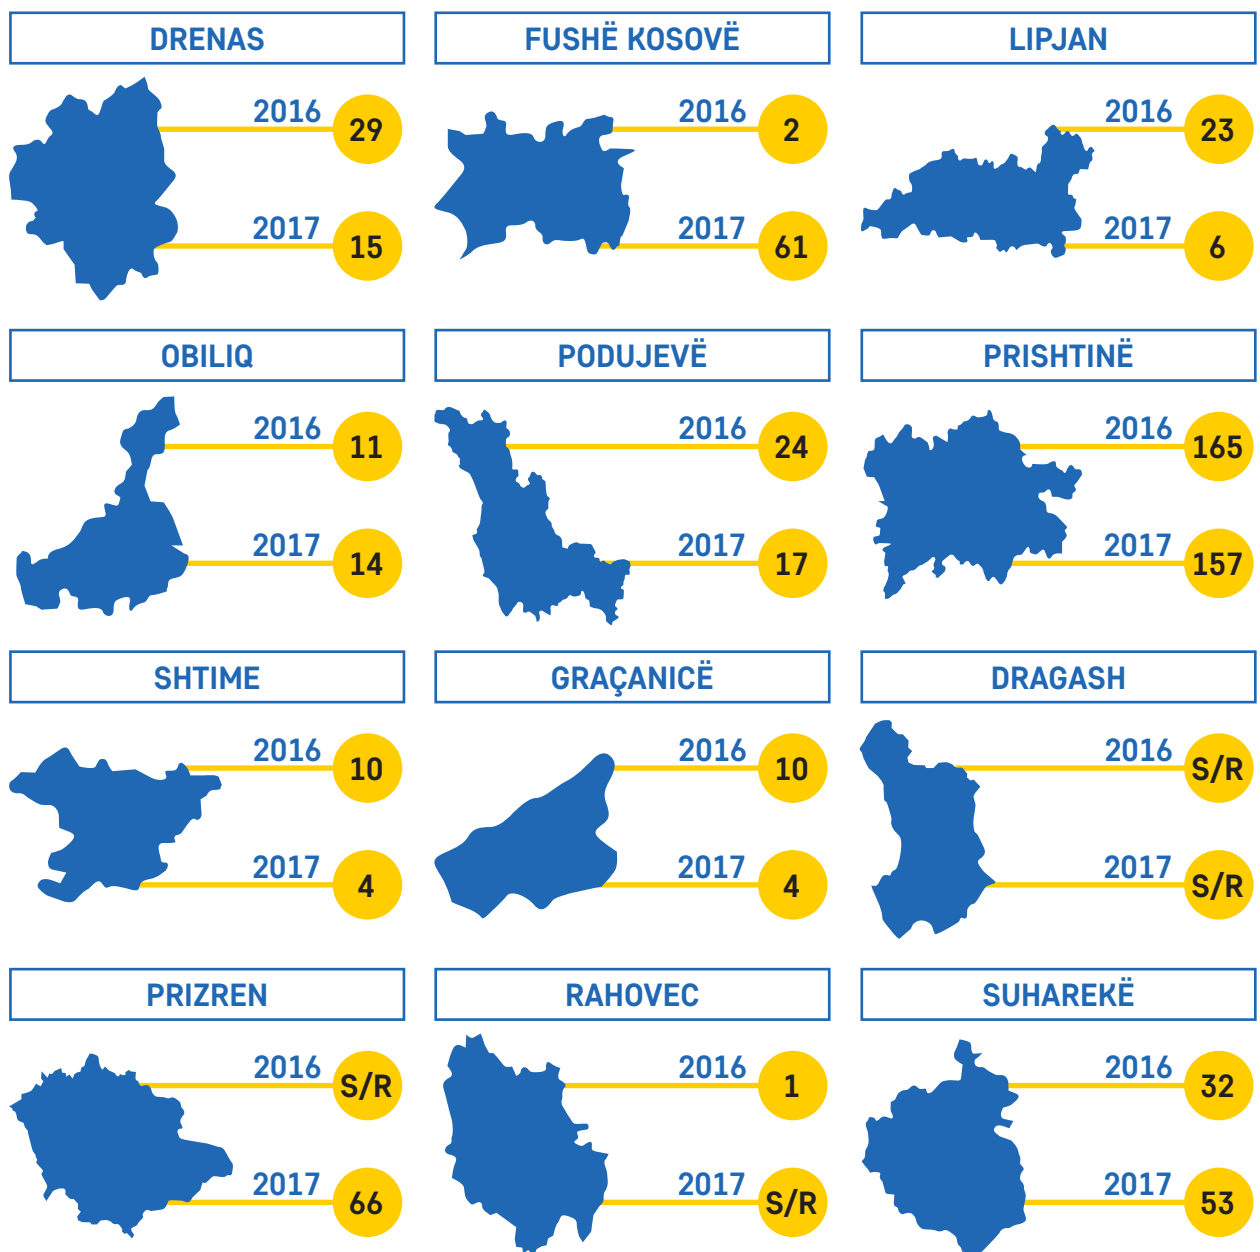 DRENAS
2016 29
2017 15
FUSHË KOSOVË
2016 2
2017 61
LIPJAN
2016 23
2017 6
OBILIQ
2016 11
2017 14
PODUJEVË
2016 24
2017 17
PRISHTINË
2016 165
2017 157
SHTIME
2016 10
2017 4
GRAÇANICË
2016 10
2017 4
DRAGASH
2016 S/R
2017 S/R
PRIZREN
2016 S/R
2017 66
RAHOVEC
2016 1
2017 S/R
SUHAREKË
2016 32
2017 53